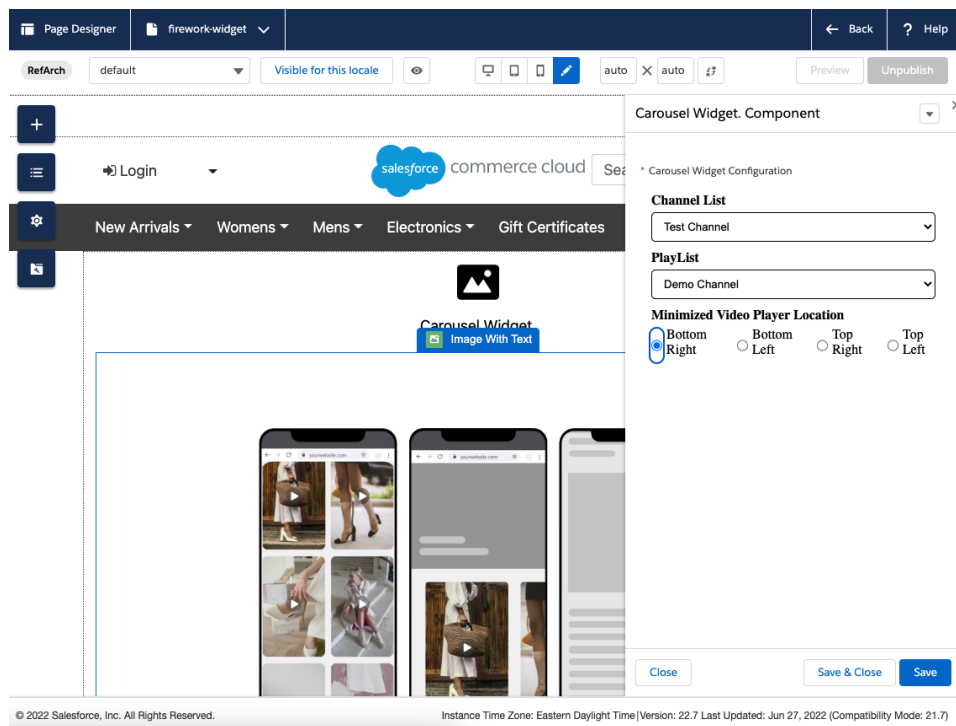 Page Designer
firework-widget
Back
? Help
RefArch
default
Visible for this locale
auto
auto
Preview
Unpublish
Carousel Widget. Component
Login
salesforce commerce cloud
Sea
* Carousel Widget Configuration
Channel List
Test Channel
New Arrivals Womens Mens Electronics Gift Certificates
PlayList
Demo Channel
Minimized Video Player Location
Bottom Right
Bottom Left
Top Right
Top Left
Carousel Widget
Image With Text
yourwebsite.com
yourwebsite.com
Close
Save & Close
Save
© 2022 Salesforce, Inc. All Rights Reserved.
Instance Time Zone: Eastern Daylight Time|Version: 22.7 Last Updated: Jun 27, 2022 (Compatibility Mode: 21.7)